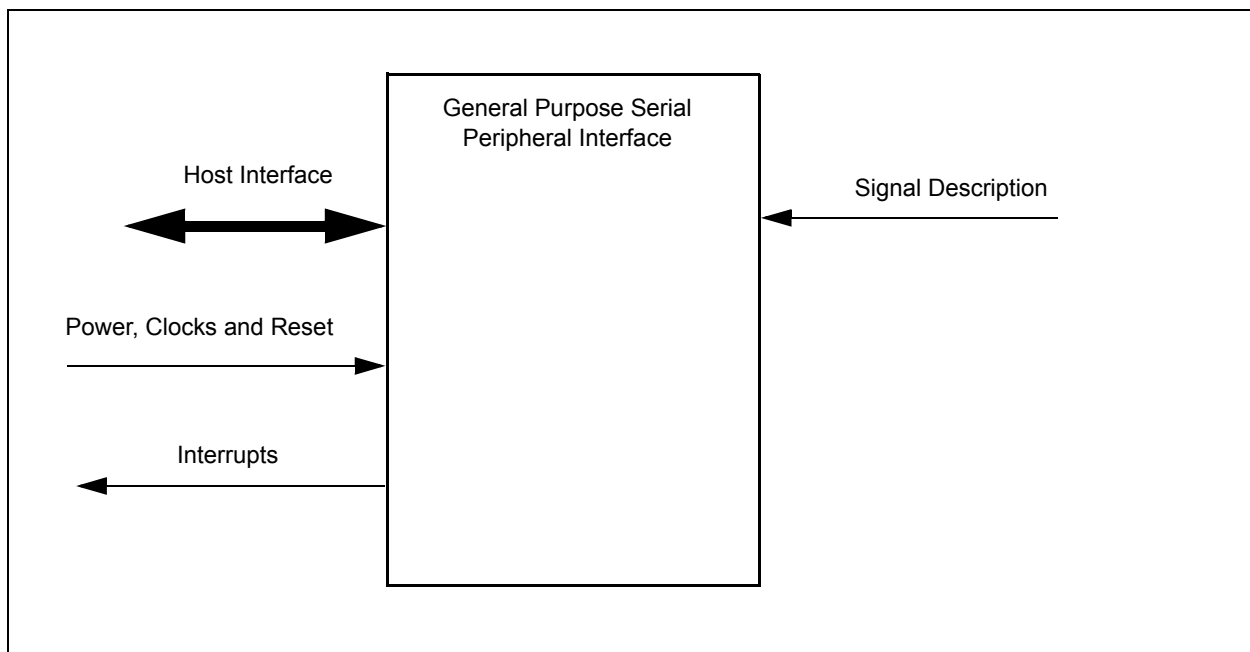 General Purpose Serial
Peripheral Interface
Host Interface
Signal Description
Power, Clocks and Reset
Interrupts